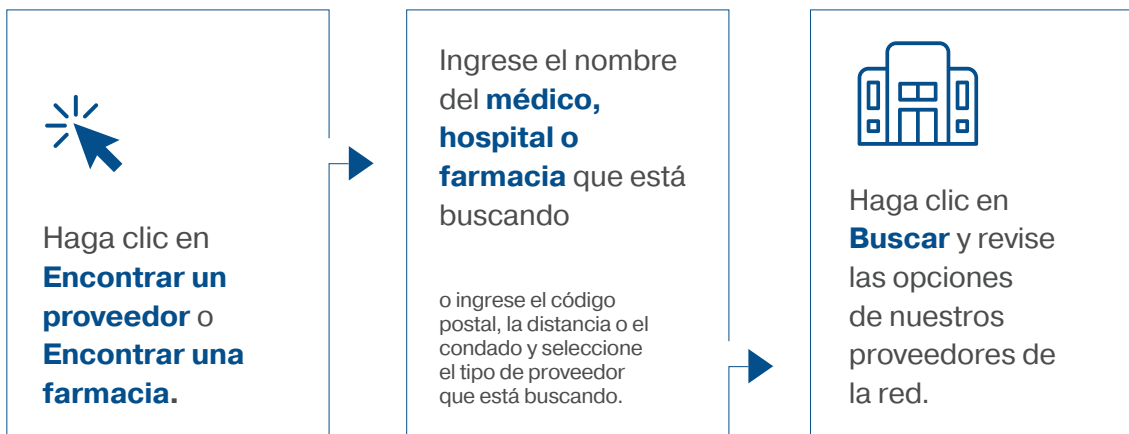 Haga clic en
Encontrar un
proveedor o
Encontrar una
farmacia.
Ingrese el nombre
del médico,
hospital o
farmacia que está
buscando
o ingrese el código
postal, la distancia o el
condado y seleccione
el tipo de proveedor
que está buscando.
Haga clic en
Buscar y revise
las opciones
de nuestros
proveedores de
la red.